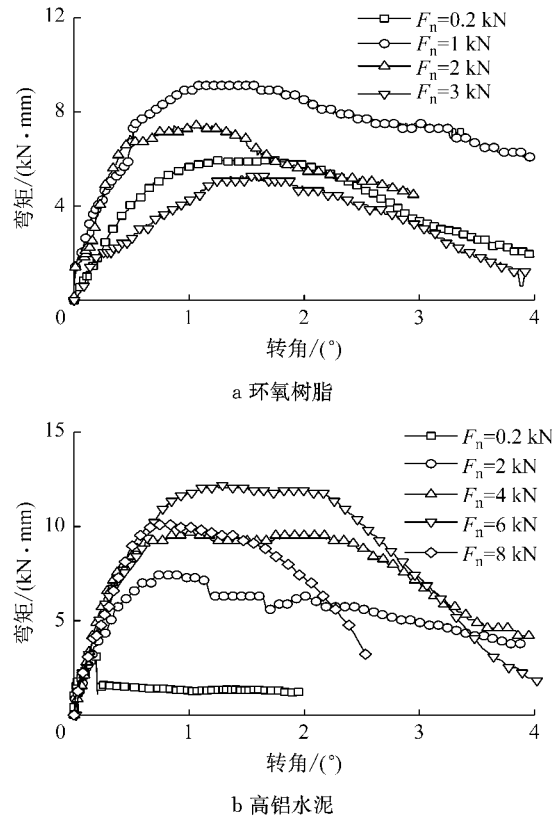 12
8
4
0
弯矩/(kN·mm)
Fn=0.2 kN
Fn=1 kN
Fn=2 kN
Fn=3 kN
1
2
3
4
转角/(°)
a 环氧树脂
15
10
5
0
弯矩/(kN·mm)
Fn=0.2 kN
Fn=2 kN
Fn=4 kN
Fn=6 kN
Fn=8 kN
1
2
3
4
转角/(°)
b 高铝水泥